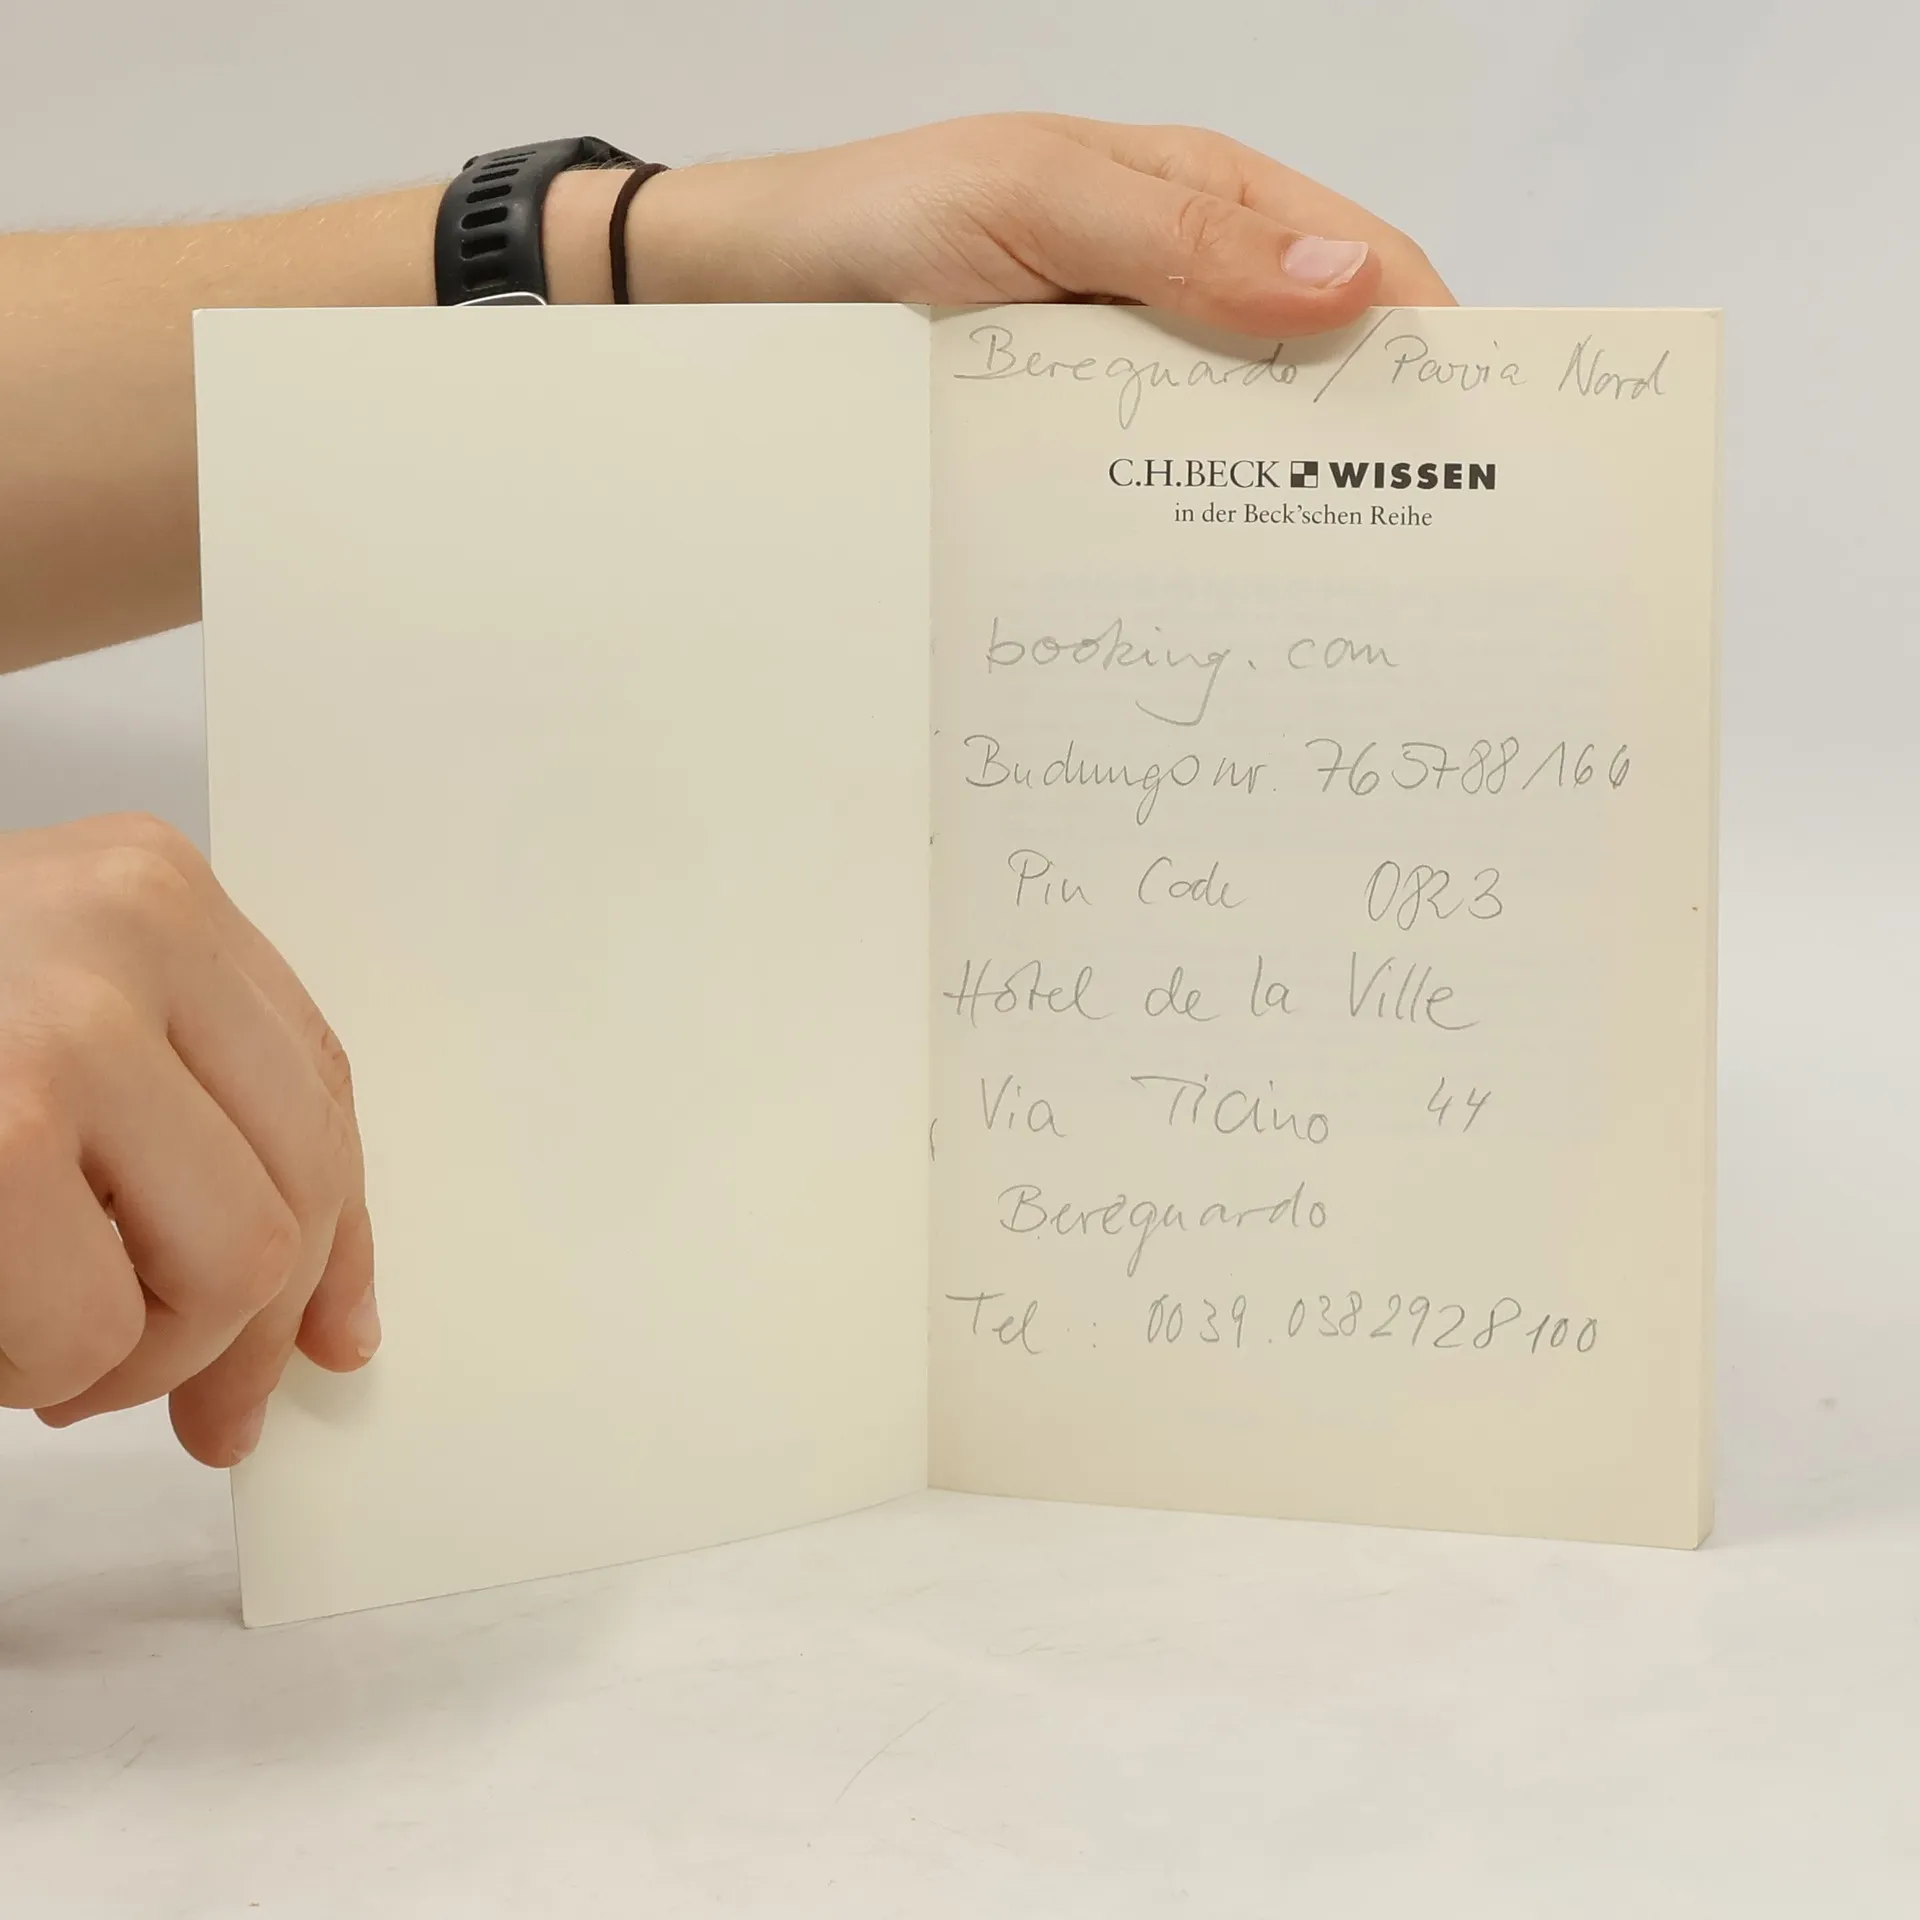 Bereguardo / Pavia Nord
C.H.BECK WISSEN
in der Beck'schen Reihe
booking.com
Buchungsnr. 765788166
Pin Code 0823
Hotel de la Ville
Via Ticino 44
Bereguardo
Tel : 0039.0382928100